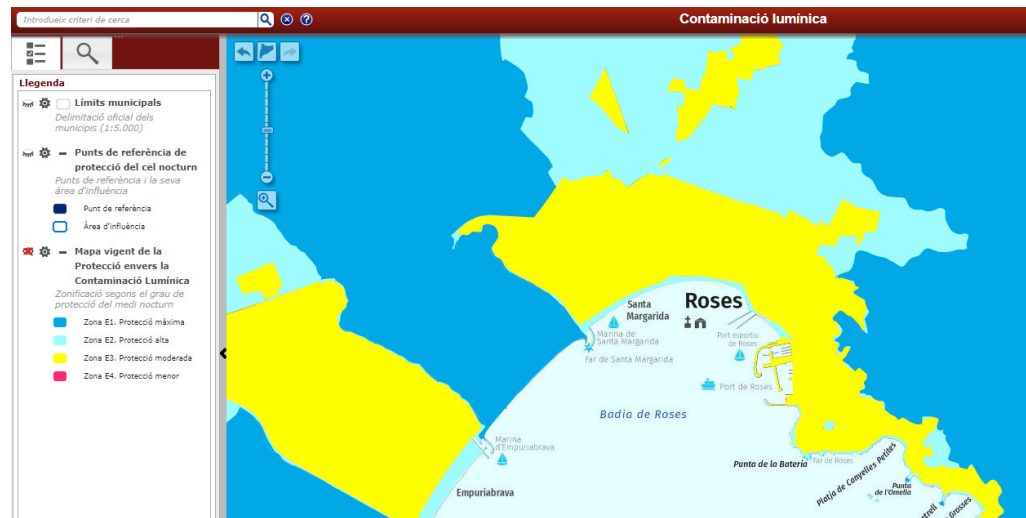 Introdueix criteri de cerca
Contaminació lumínica
Llegenda
Límits municipals
Delimitació oficial dels
municipis (1:5.000)
Punts de referència de
protecció del cel nocturn
Punts de referència i la seva
àrea d'influència
Punt de referència
Àrea d'influència
Mapa vigent de la
Protecció envers la
Contaminació Lumínica
Zonificació segons el grau de
protecció del medi nocturn
Zona E1. Protecció màxima
Zona E2. Protecció alta
Zona E3. Protecció moderada
Zona E4. Protecció menor
Santa
Margarida
Roses
Marina de
Santa Margarida
Far de Santa Margarida
Port esportiu
de Roses
Port de Roses
Badia de Roses
Marina
d'Empuriabrava
Empuriabrava
Punta de la Bateria
Far de Roses
Platja de Canyelles Petites
Punta
de l'Omella
Grosses